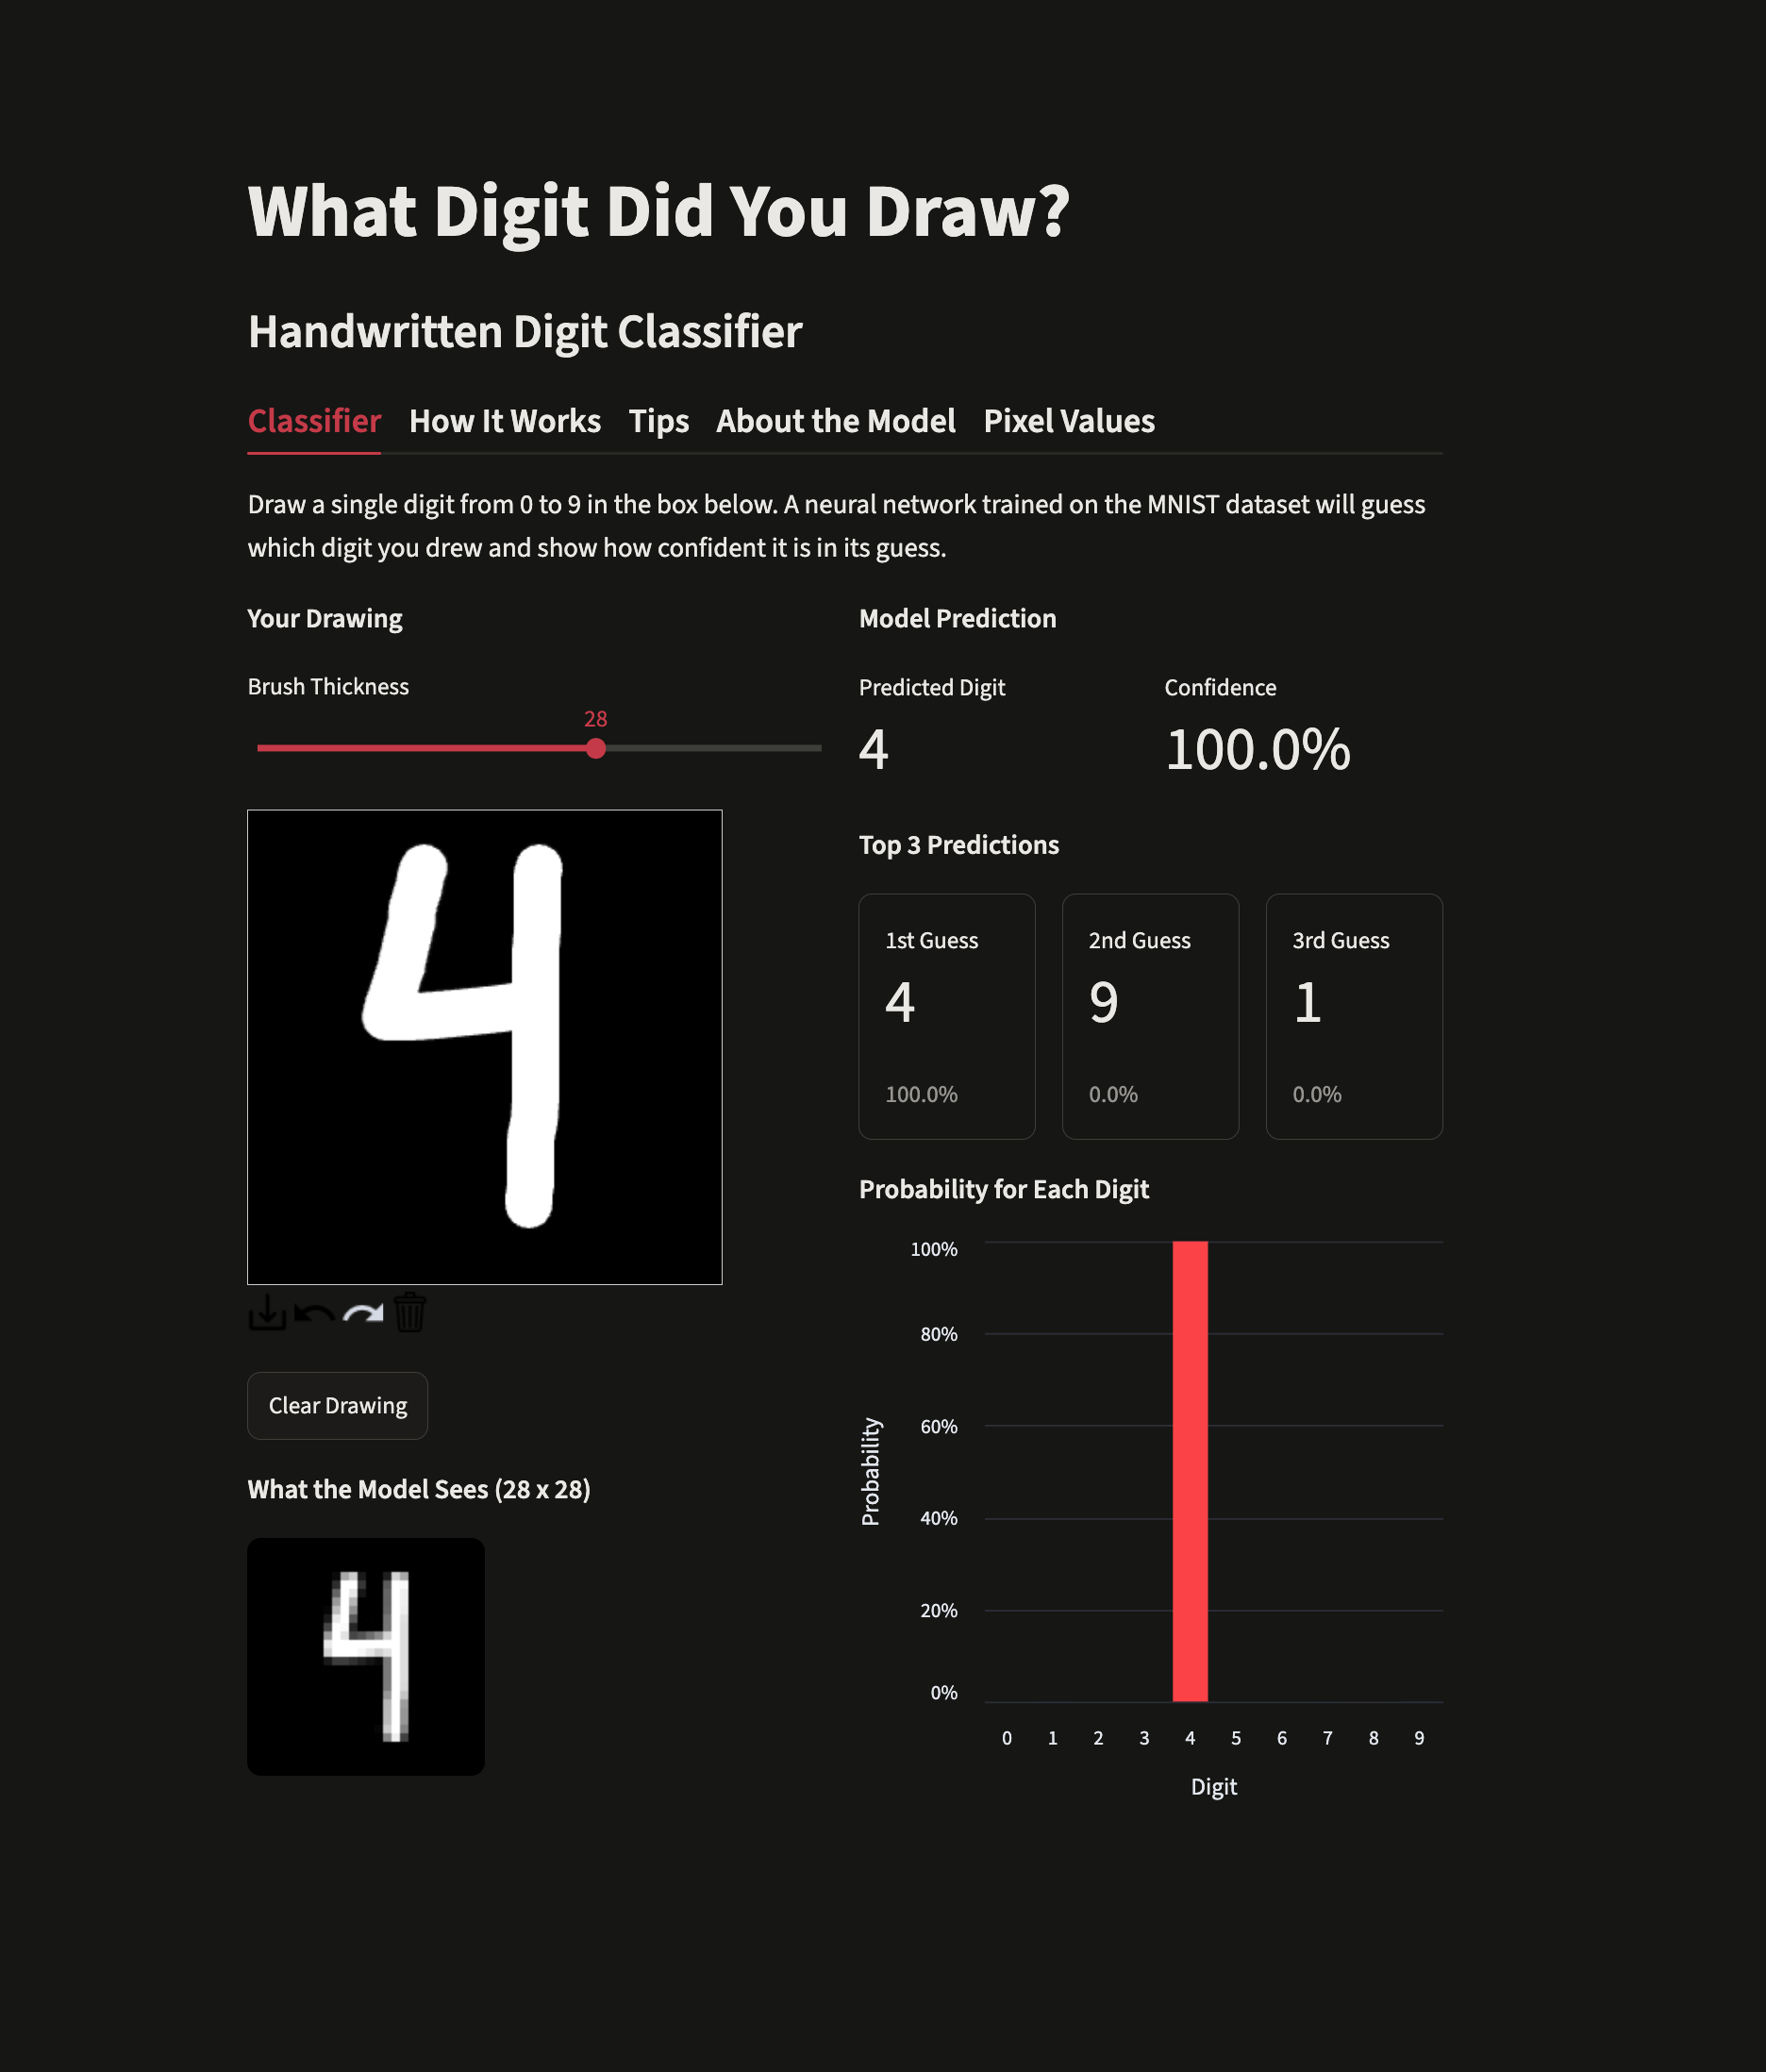 What Digit Did You Draw?
Handwritten Digit Classifier
Classifier How It Works Tips About the Model Pixel Values
Draw a single digit from 0 to 9 in the box below. A neural network trained on the MNIST dataset will guess
which digit you drew and show how confident it is in its guess.
Your Drawing
Brush Thickness
28
4
Clear Drawing
What the Model Sees (28 x 28)
4
Model Prediction
Predicted Digit Confidence
4 100.0%
Top 3 Predictions
1st Guess 2nd Guess 3rd Guess
4 9 1
100.0% 0.0% 0.0%
Probability for Each Digit
100%
80%
60%
40%
20%
0%
Probability
0 1 2 3 4 5 6 7 8 9
Digit